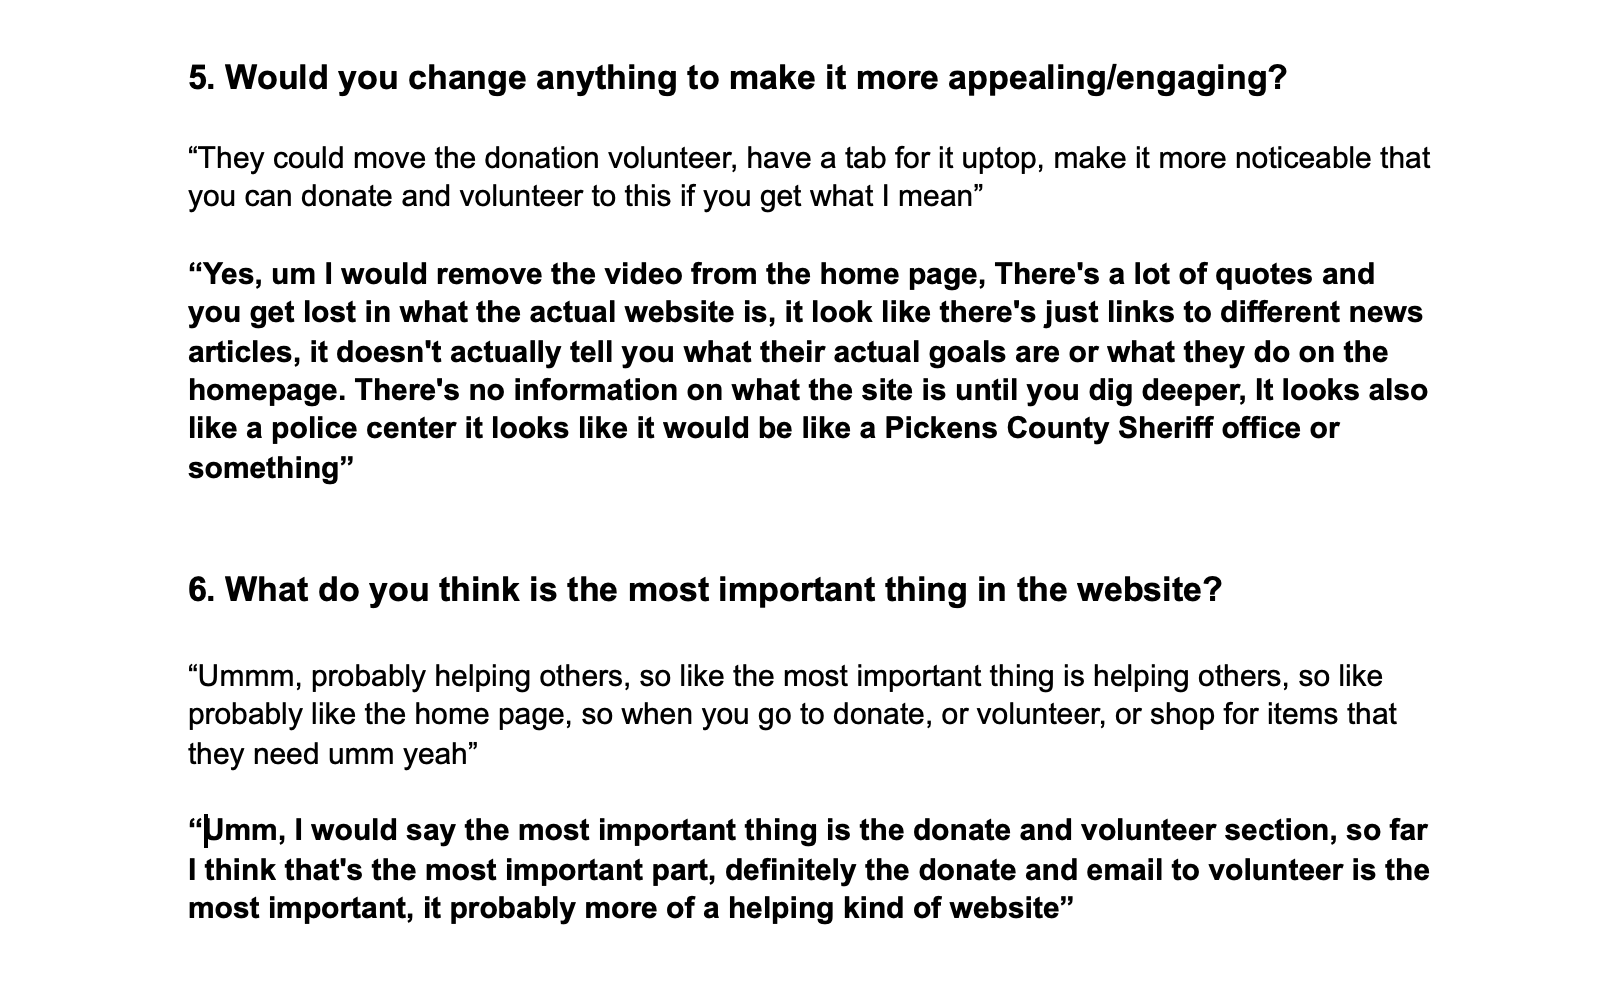 5. Would you change anything to make it more appealing/engaging?
“They could move the donation volunteer, have a tab for it uptop, make it more noticeable that
you can donate and volunteer to this if you get what I mean”
“Yes, um I would remove the video from the home page, There's a lot of quotes and
you get lost in what the actual website is, it look like there's just links to different news
articles, it doesn't actually tell you what their actual goals are or what they do on the
homepage. There's no information on what the site is until you dig deeper, It looks also
like a police center it looks like it would be like a Pickens County Sheriff office or
something”
6. What do you think is the most important thing in the website?
“Ummm, probably helping others, so like the most important thing is helping others, so like
probably like the home page, so when you go to donate, or volunteer, or shop for items that
they need umm yeah”
“Umm, I would say the most important thing is the donate and volunteer section, so far
I think that's the most important part, definitely the donate and email to volunteer is the
most important, it probably more of a helping kind of website”